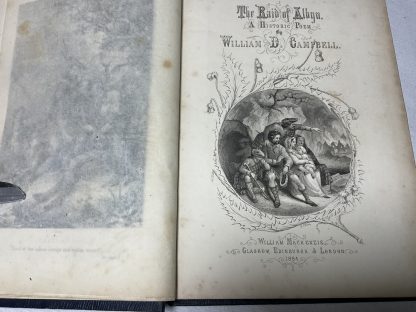 The Raid of Albyn.
A Historic Poem
By
William D. Campbell.
William Mackenzie,
Glasgow, Edinburgh, & London